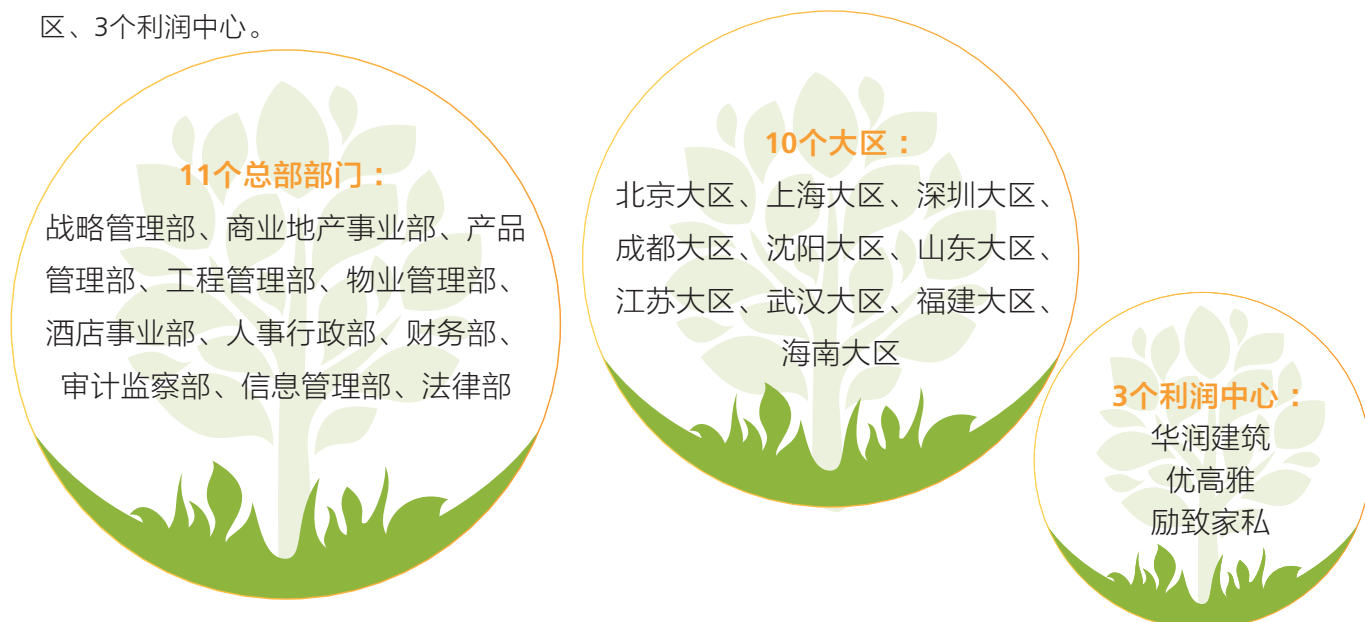 区、3个利润中心。
11个总部部门：
战略管理部、商业地产事业部、产品
管理部、工程管理部、物业管理部、
酒店事业部、人事行政部、财务部、
审计监察部、信息管理部、法律部
10个大区：
北京大区、上海大区、深圳大区、
成都大区、沈阳大区、山东大区、
江苏大区、武汉大区、福建大区、
海南大区
3个利润中心：
华润建筑
优高雅
励致家私